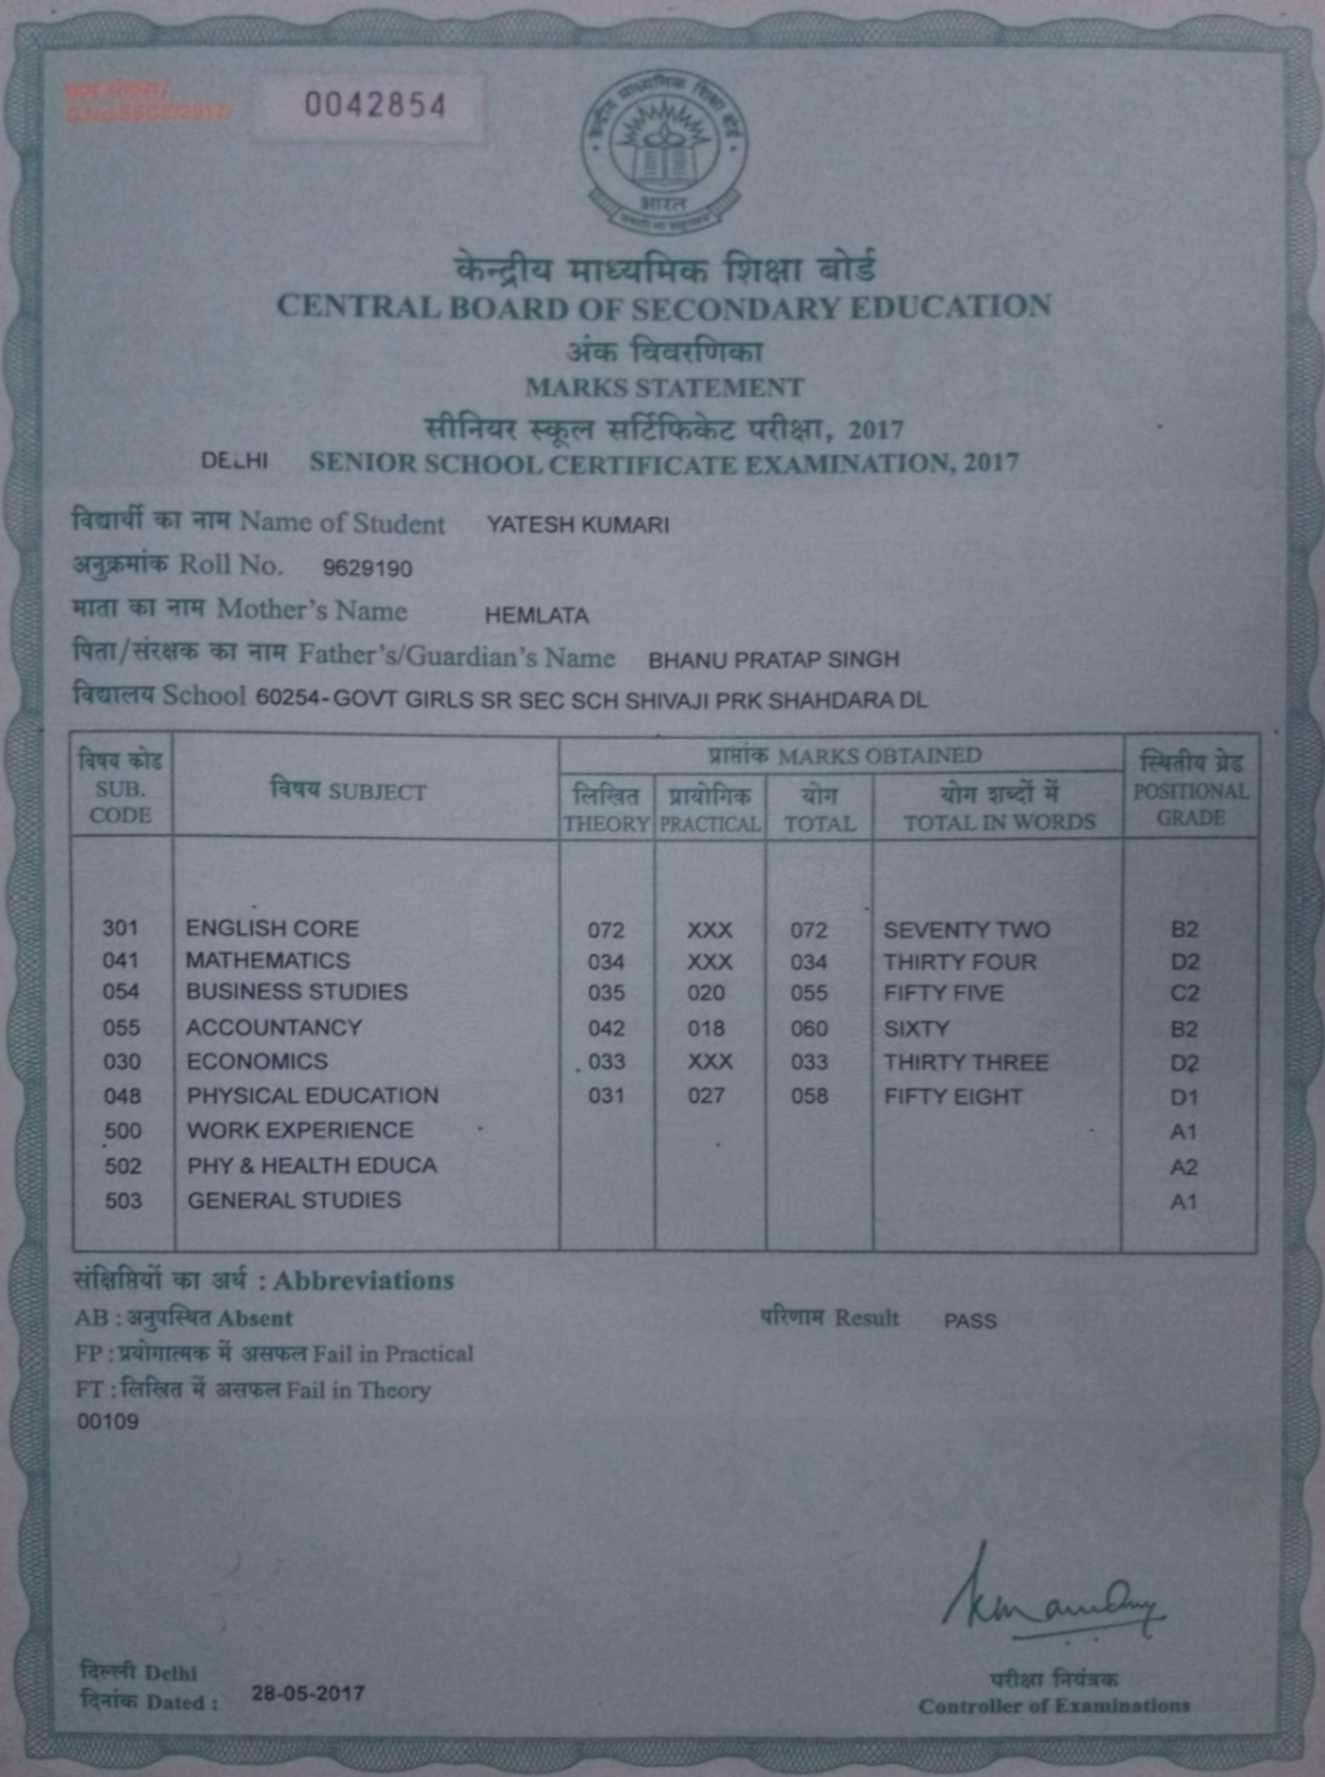 0042854
भारत
केन्द्रीय माध्यमिक शिक्षा बोर्ड
CENTRAL BOARD OF SECONDARY EDUCATION
अंक विवरणिका
MARKS STATEMENT
सीनियर स्कूल सर्टिफिकेट परीक्षा, 2017
DELHI SENIOR SCHOOL CERTIFICATE EXAMINATION, 2017
विद्यार्थी का नाम Name of Student YATESH KUMARI
अनुक्रमांक Roll No. 9629190
माता का नाम Mother's Name HEMLATA
पिता/संरक्षक का नाम Father's/Guardian's Name BHANU PRATAP SINGH
विद्यालय School 60254-GOVT GIRLS SR SEC SCH SHIVAJI PRK SHAHDARA DL
विषय कोड SUB. CODE
विषय SUBJECT
प्राप्तांक MARKS OBTAINED
लिखित THEORY
प्रायोगिक PRACTICAL
योग TOTAL
योग शब्दों में TOTAL IN WORDS
स्थितीय ग्रेड POSITIONAL GRADE
301 ENGLISH CORE 072 XXX 072 SEVENTY TWO B2
041 MATHEMATICS 034 XXX 034 THIRTY FOUR D2
054 BUSINESS STUDIES 035 020 055 FIFTY FIVE C2
055 ACCOUNTANCY 042 018 060 SIXTY B2
030 ECONOMICS 033 XXX 033 THIRTY THREE D2
048 PHYSICAL EDUCATION 031 027 058 FIFTY EIGHT D1
500 WORK EXPERIENCE A1
502 PHY & HEALTH EDUCA A2
503 GENERAL STUDIES A1
संक्षिप्तियों का अर्थ : Abbreviations
AB : अनुपस्थित Absent परिणाम Result PASS
FP : प्रयोगात्मक में असफल Fail in Practical
FT : लिखित में असफल Fail in Theory
00109
दिल्ली Delhi
दिनांक Dated : 28-05-2017
परीक्षा नियंत्रक
Controller of Examinations